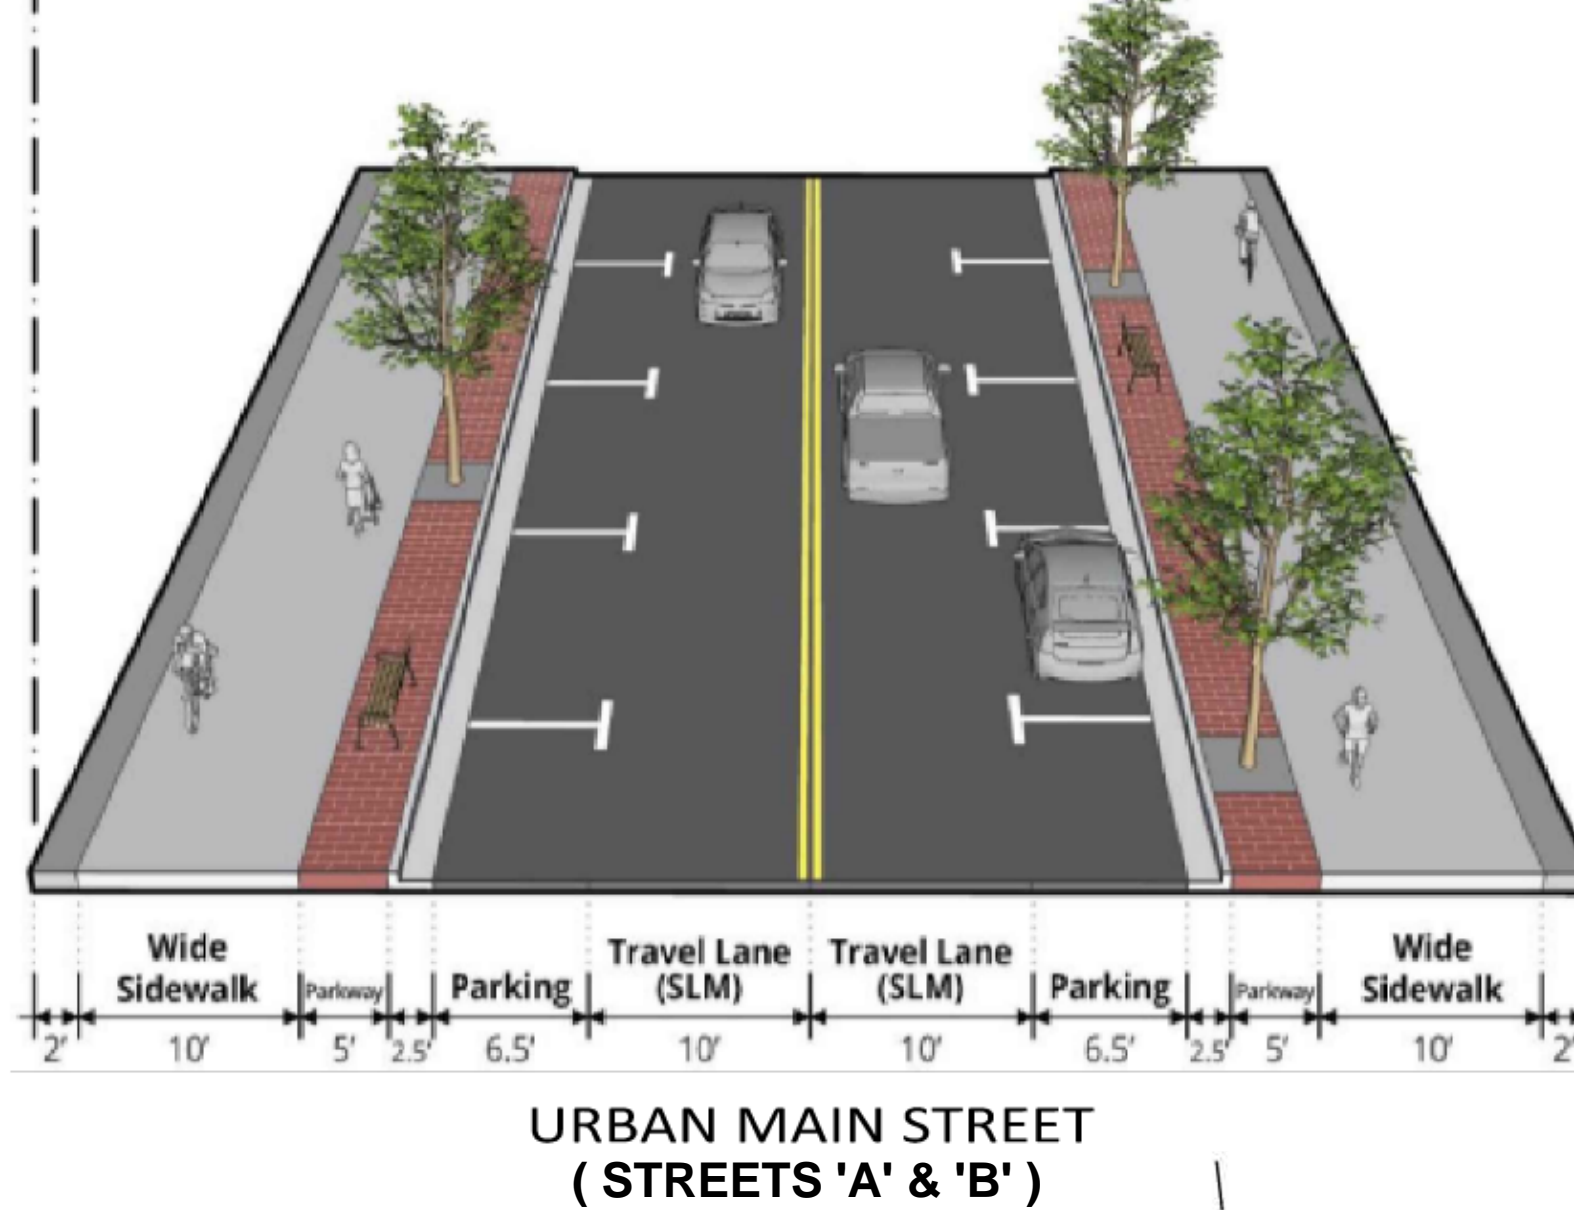 Wide
Sidewalk
Parkway
Parking
Travel Lane
(SLM)
Travel Lane
(SLM)
Parking
Parkway
Wide
Sidewalk
2' 10' 5' 2.5' 6.5' 10' 10' 6.5' 2.5' 5' 10' 2'
URBAN MAIN STREET
( STREETS 'A' & 'B' )